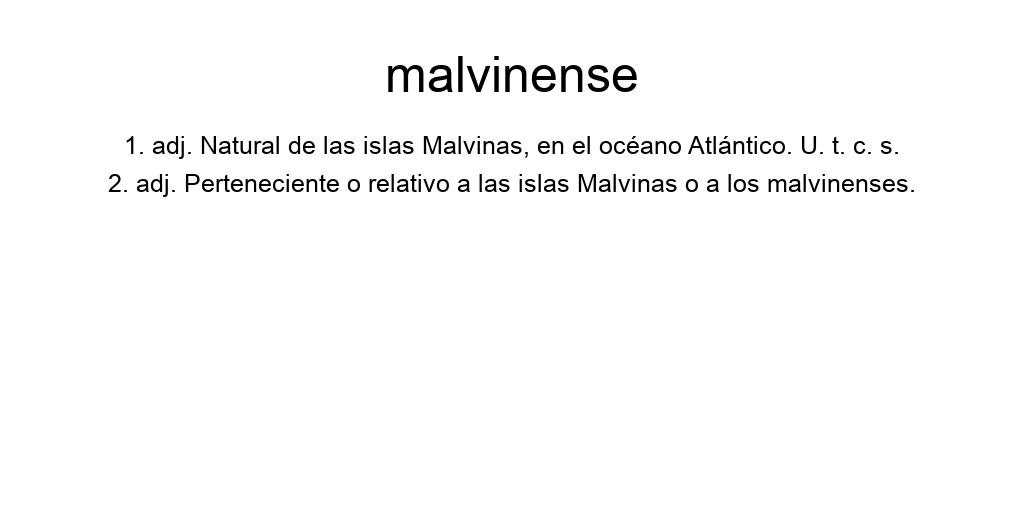 malvinense
1. adj. Natural de las islas Malvinas, en el océano Atlántico. U. t. c. s.
2. adj. Perteneciente o relativo a las islas Malvinas o a los malvinenses.